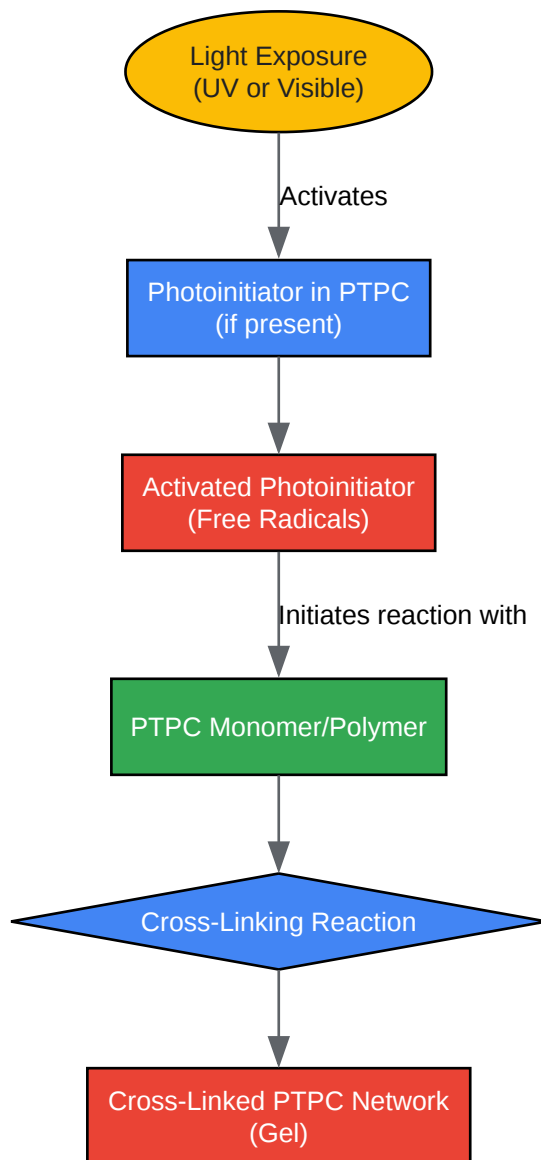 Light Exposure
(UV or Visible)
Activates
Photoinitiator in PTPC
(if present)
Activated Photoinitiator
(Free Radicals)
Initiates reaction with
PTPC Monomer/Polymer
Cross-Linking Reaction
Cross-Linked PTPC Network
(Gel)